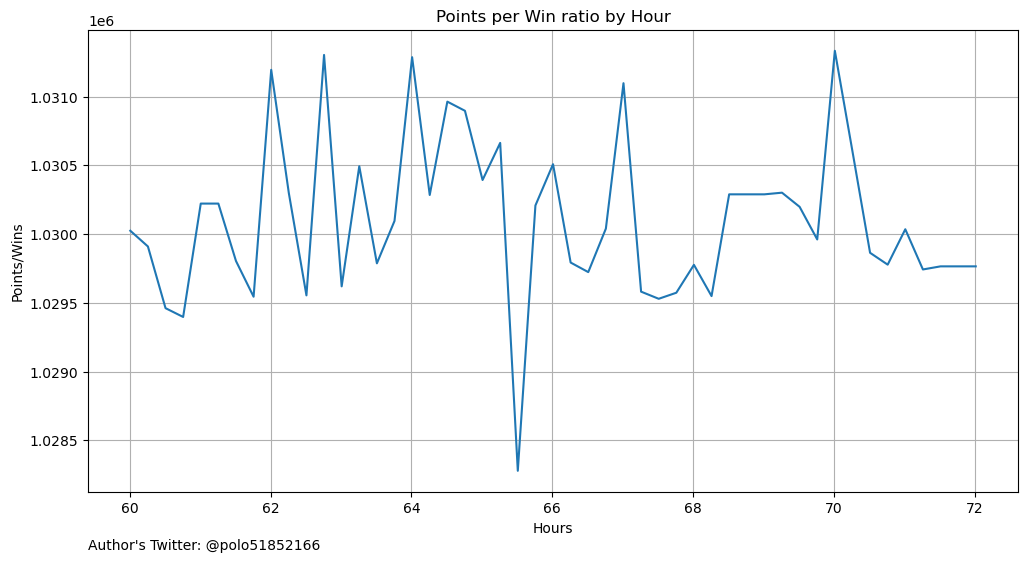 Points per Win ratio by Hour
1e6
1.0310
1.0305
1.0300
1.0295
1.0290
1.0285
Points/Wins
60 62 64 66 68 70 72
Hours
Author's Twitter: @polo51852166